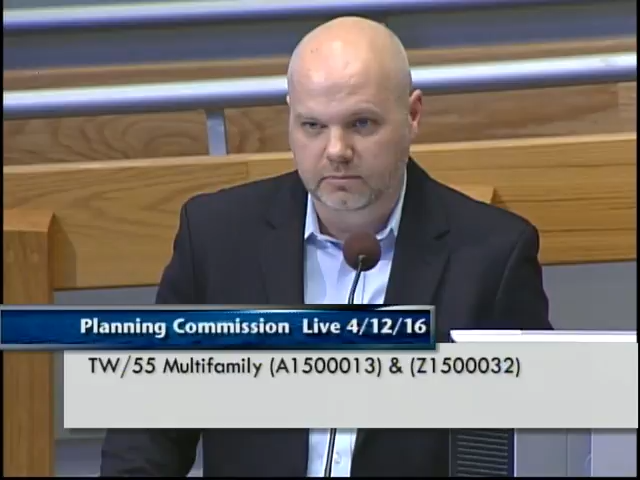 Planning Commission Live 4/12/16
TW/55 Multifamily (A1500013) & (Z1500032)